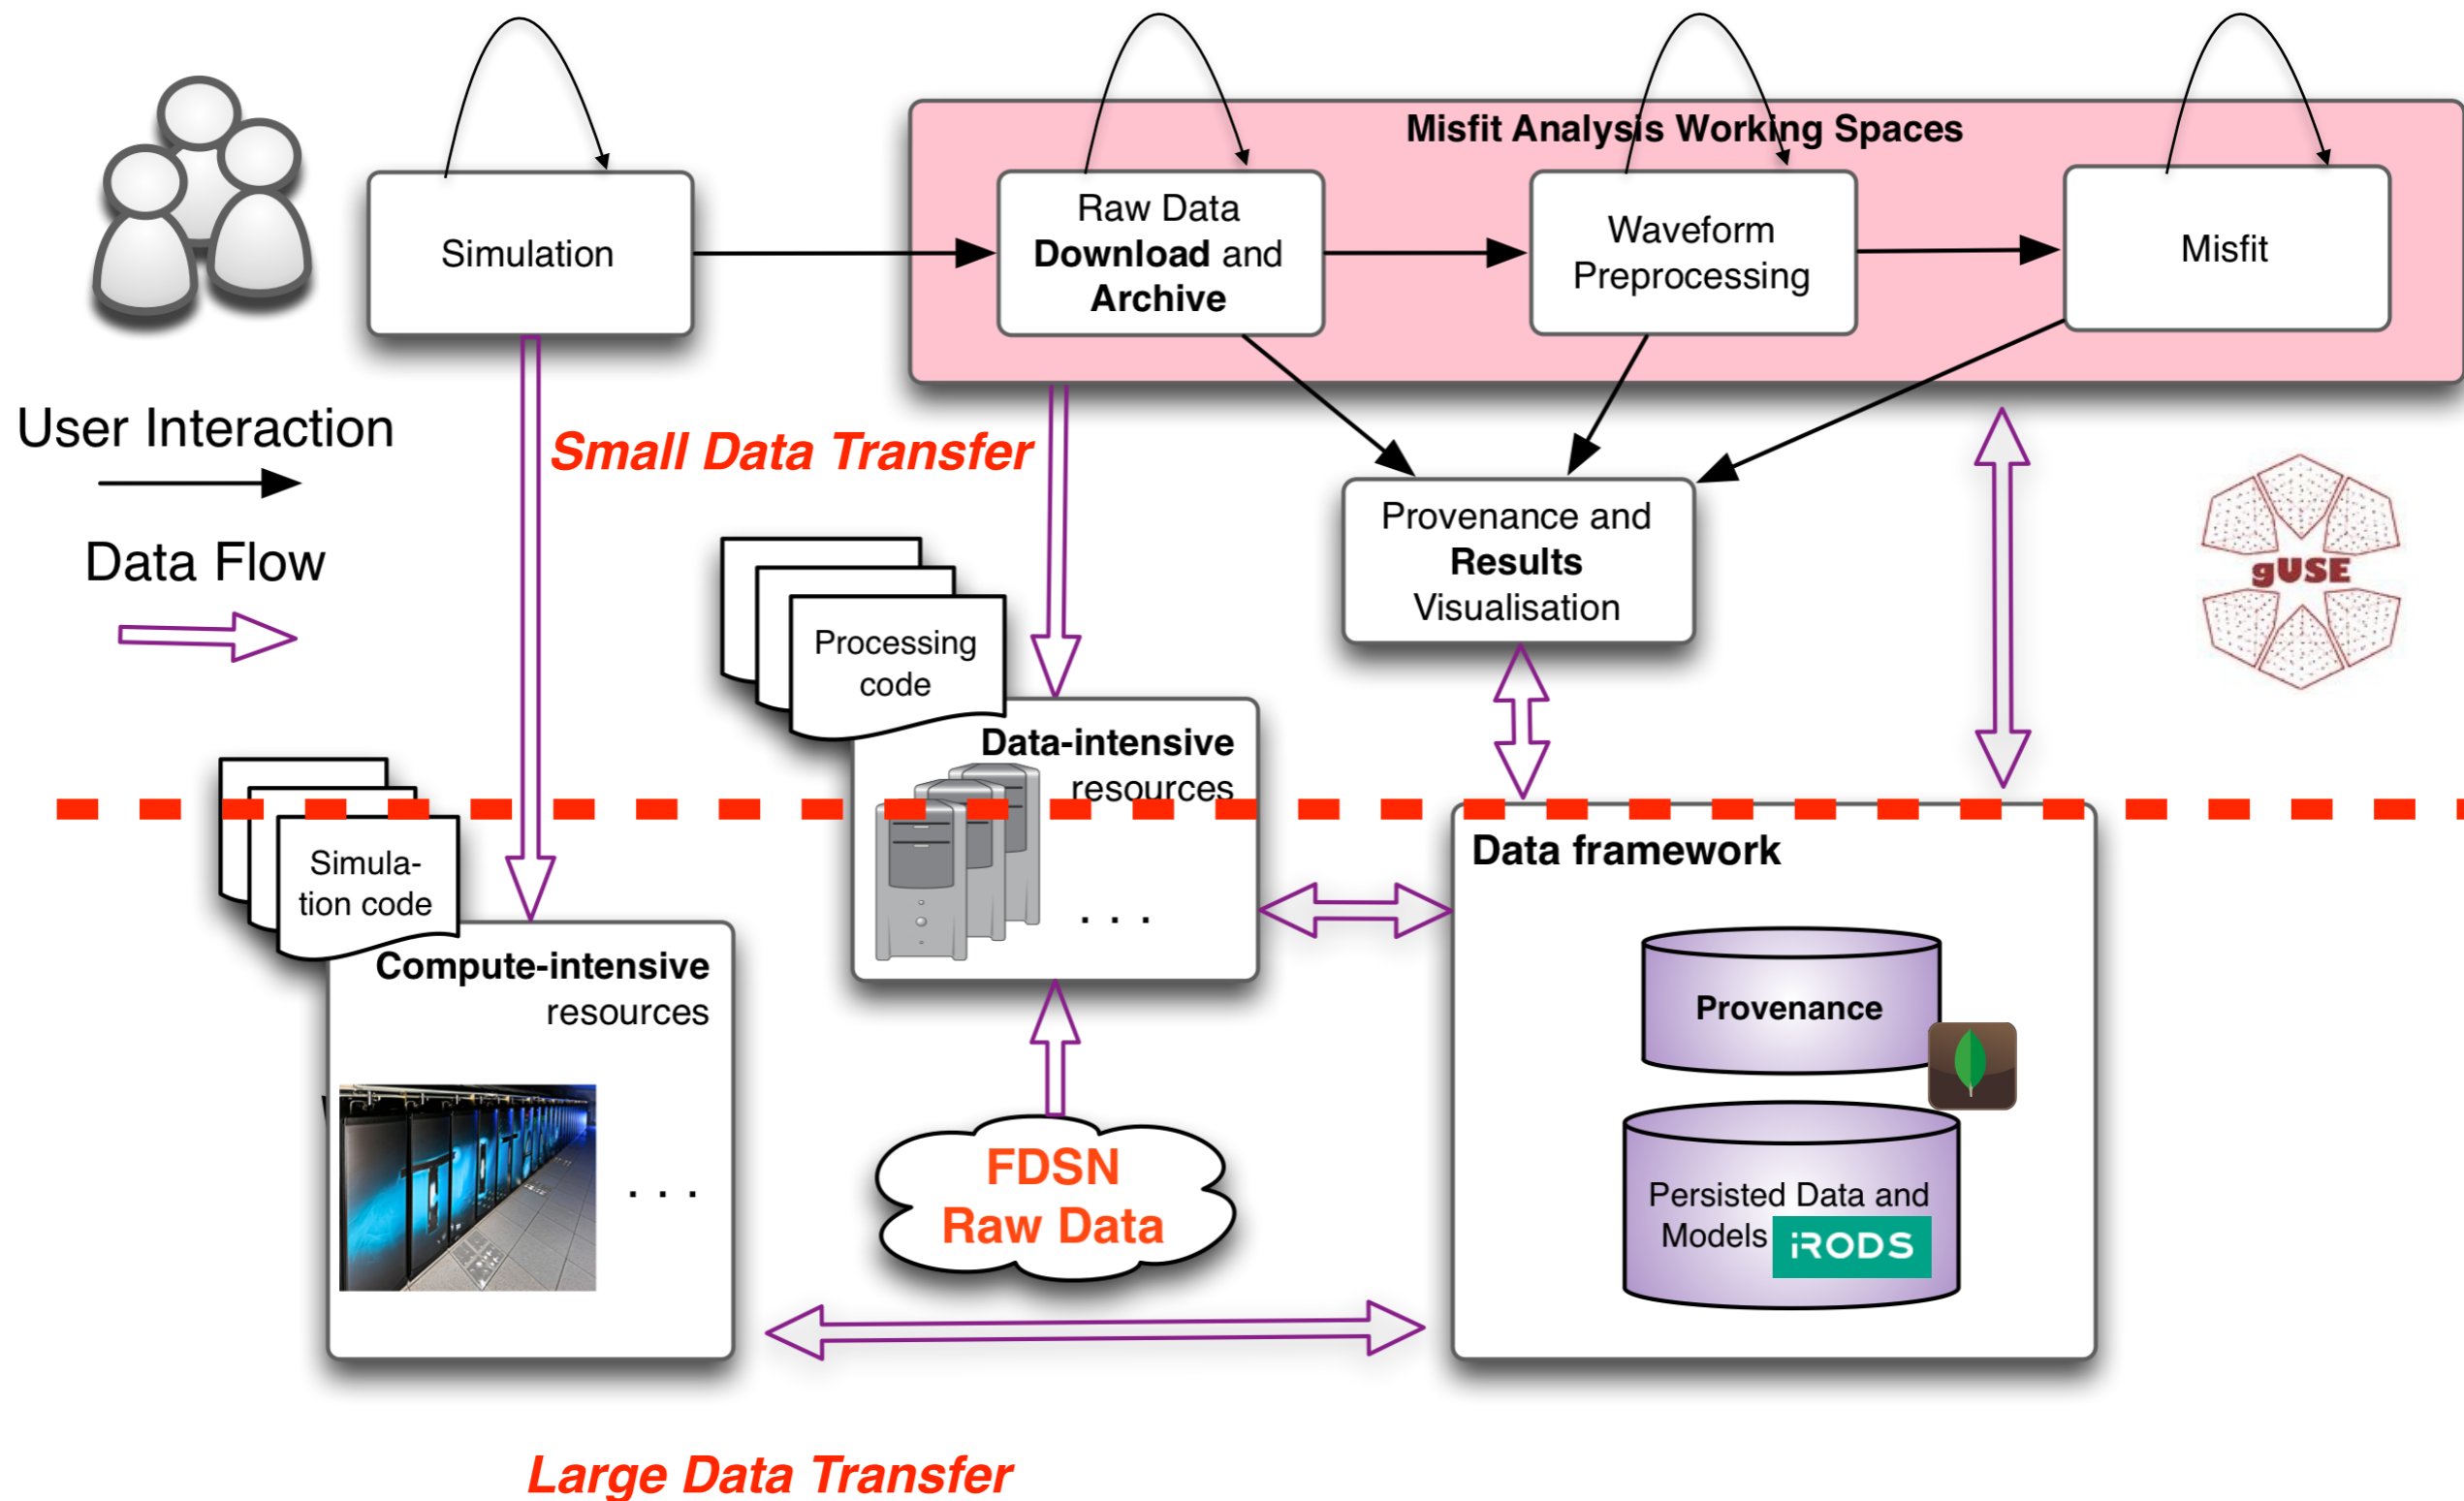 Misfit Analysis Working Spaces
Simulation
Raw Data
Download and
Archive
Waveform
Preprocessing
Misfit
User Interaction
Data Flow
Small Data Transfer
Provenance and
Results
Visualisation
gUSE
Processing
code
Data-intensive
resources
. . .
Simula-
tion code
Compute-intensive
resources
TITAN
. . .
Data framework
Provenance
Persisted Data and
Models iRODS
FDSN
Raw Data
Large Data Transfer